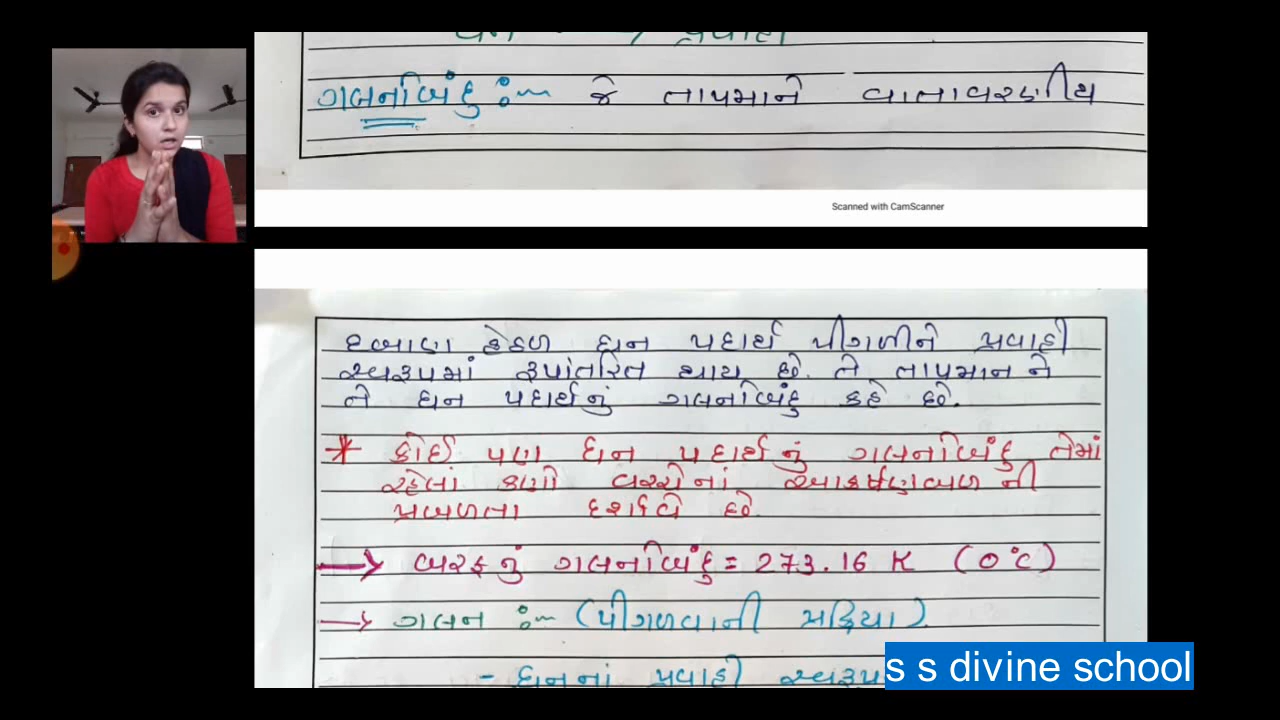 ગલનબિંદુ :~ જે તાપમાને વાતાવરણીય
Scanned with CamScanner
દબાણ હેઠળ ઘન પદાર્થ પીગળીને પ્રવાહી
સ્વરૂપમાં રૂપાંતરિત થાય છે. તે તાપમાન ને
તે ઘન પદાર્થનું ગલનબિંદુ કહે છે.
* કોઈ પણ ઘન પદાર્થનું ગલનબિંદુ તેમાં
રહેલાં કણો વચ્ચેનાં આકર્ષણબળ ની
પ્રબળતા દર્શાવે છે.
→ બરફનું ગલનબિંદુ = 273.16 K (0°C)
→ ગલન :~ (પીગળવાની પ્રક્રિયા)
- ઘનનાં પ્રવાહી સ્વરૂપ
s s divine school